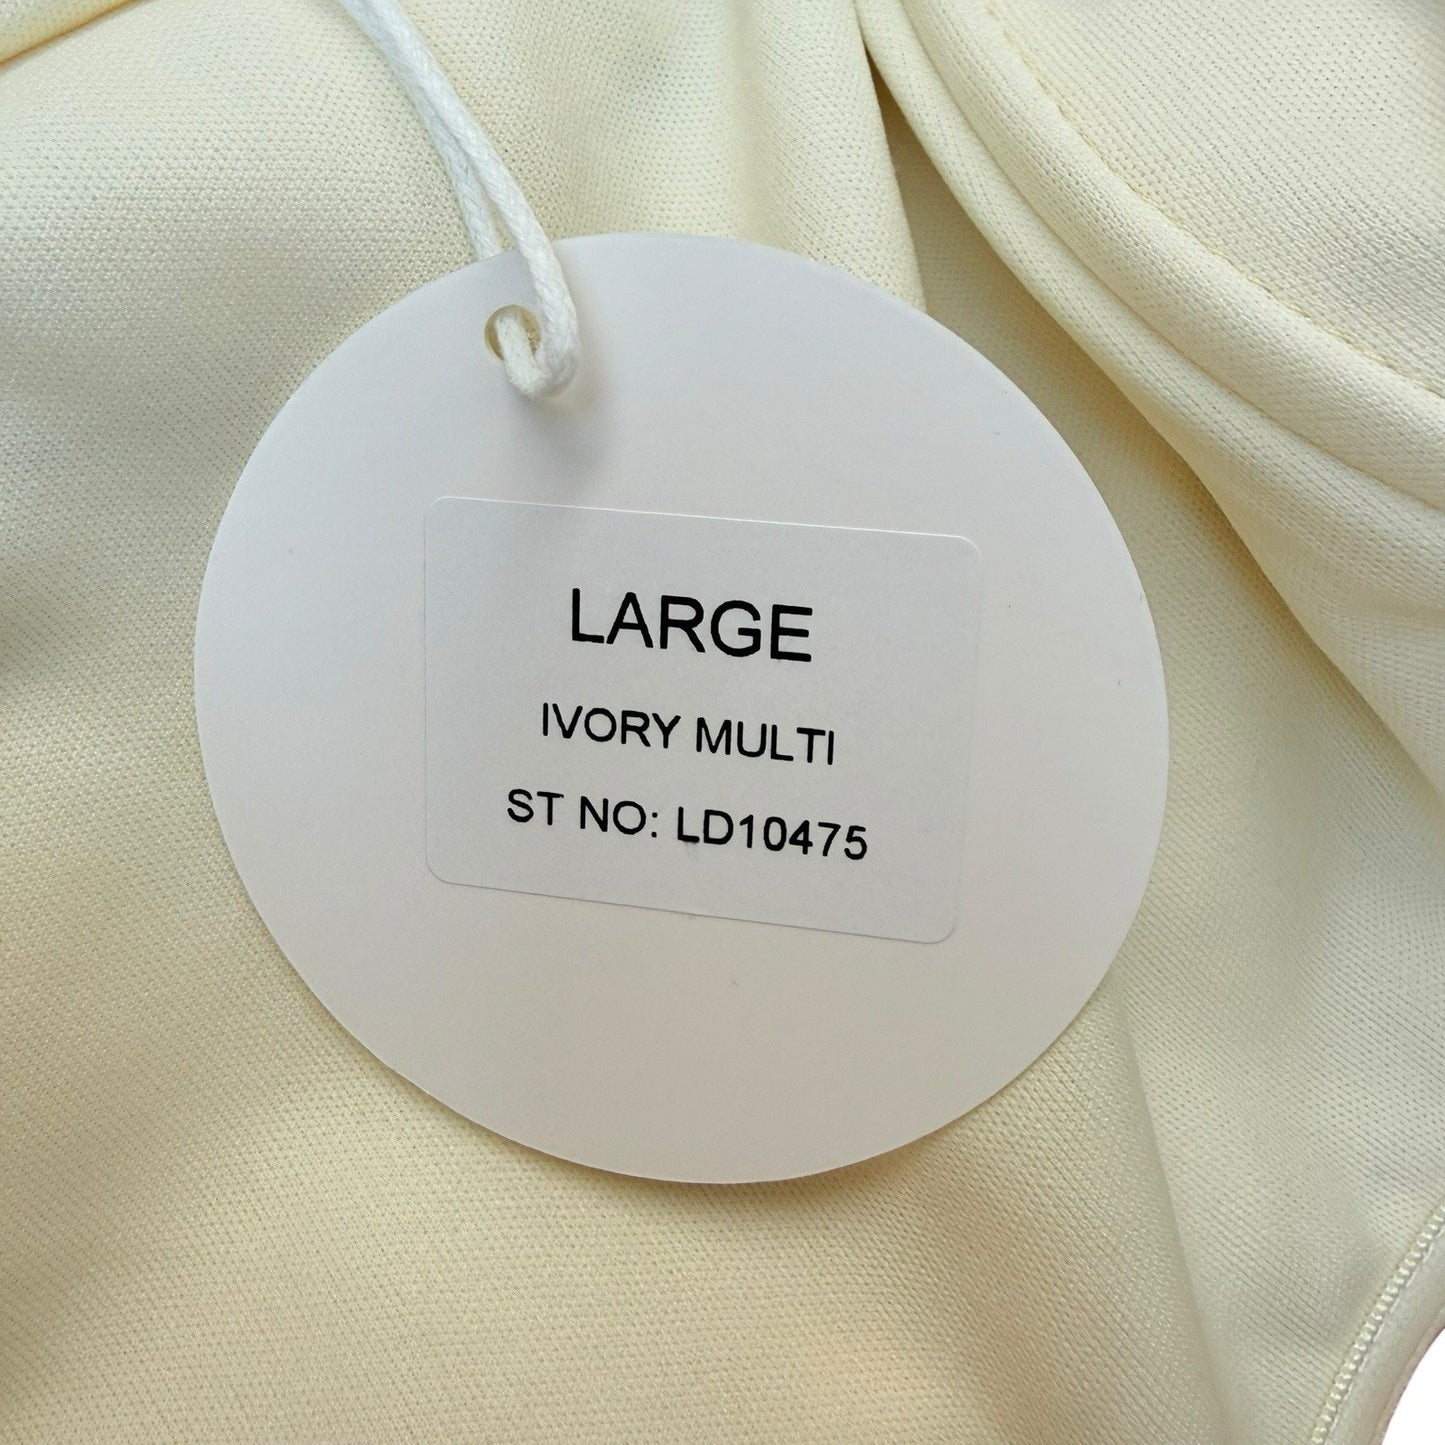 LARGE
IVORY MULTI
ST NO: LD10475